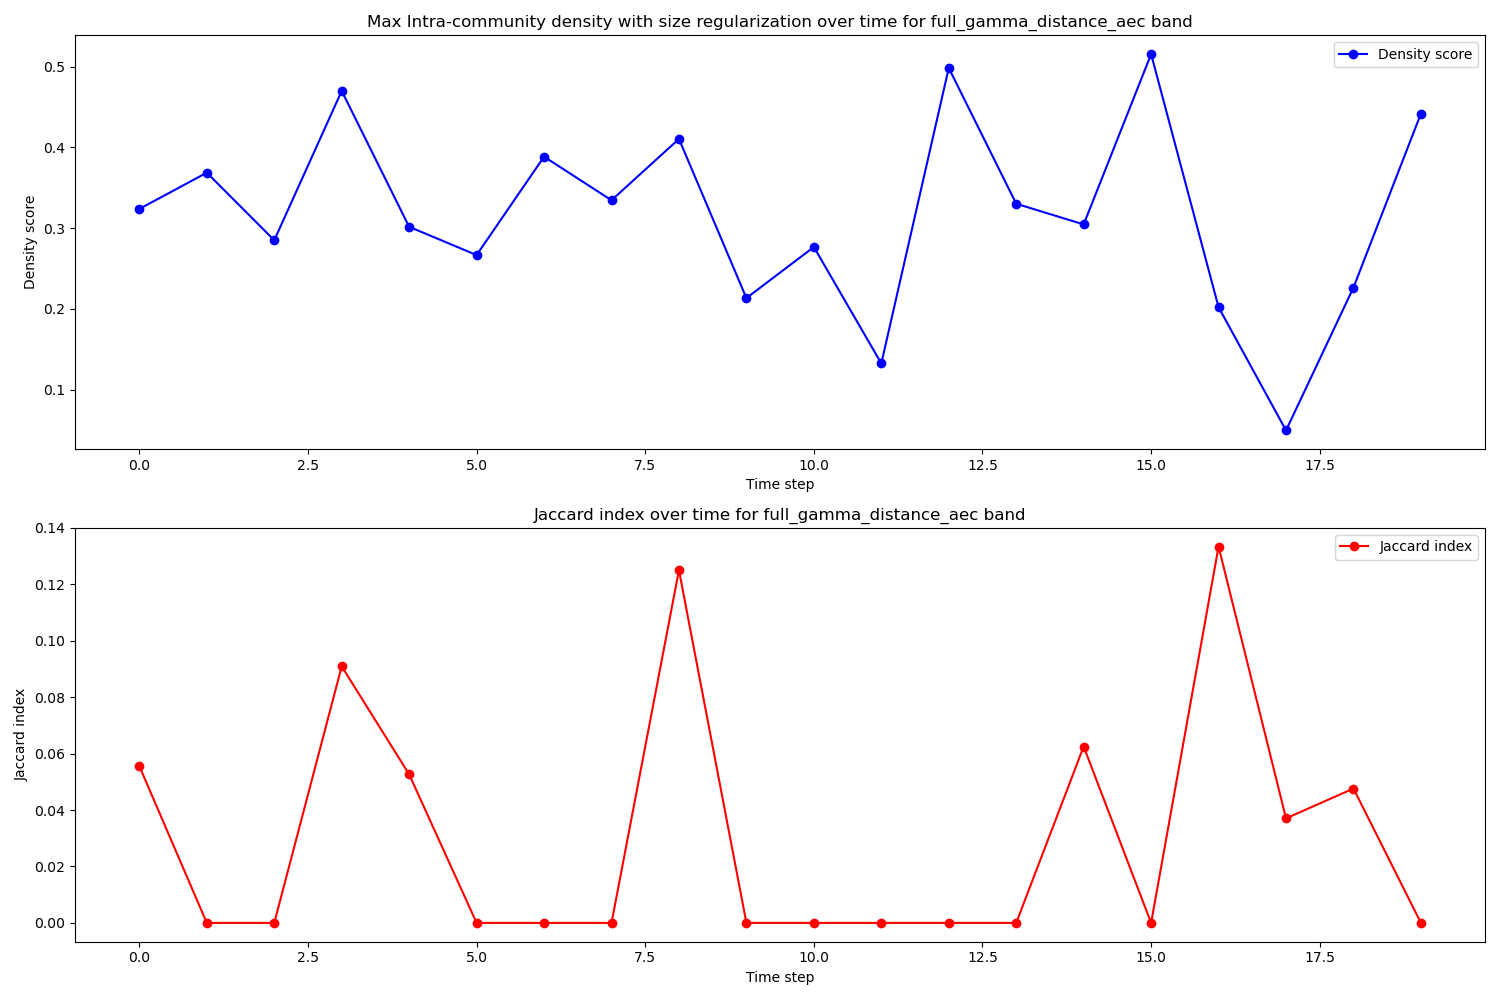 Max Intra-community density with size regularization over time for full_gamma_distance_aec band
Density score
0.5
0.4
0.3
0.2
0.1
Density score
0.0 2.5 5.0 7.5 10.0 12.5 15.0 17.5
Time step
Jaccard index over time for full_gamma_distance_aec band
Jaccard index
0.14
0.12
0.10
0.08
0.06
0.04
0.02
0.00
Jaccard index
0.0 2.5 5.0 7.5 10.0 12.5 15.0 17.5
Time step